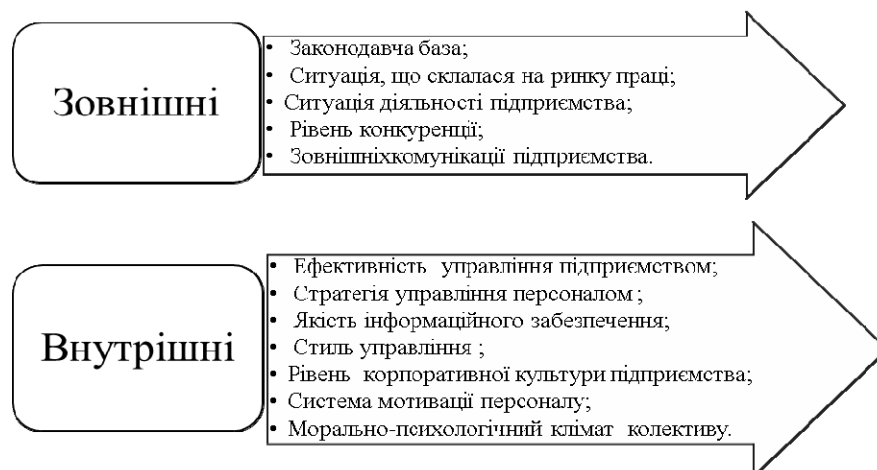 Зовнішні
• Законодавча база;
• Ситуація, що склалася на ринку праці;
• Ситуація діяльності підприємства;
• Рівень конкуренції;
• Зовнішніхкомунікації підприємства.
Внутрішні
• Ефективність управління підприємством;
• Стратегія управління персоналом ;
• Якість інформаційного забезпечення;
• Стиль управління ;
• Рівень корпоративної культури підприємства;
• Система мотивації персоналу;
• Морально-психологічний клімат колективу.